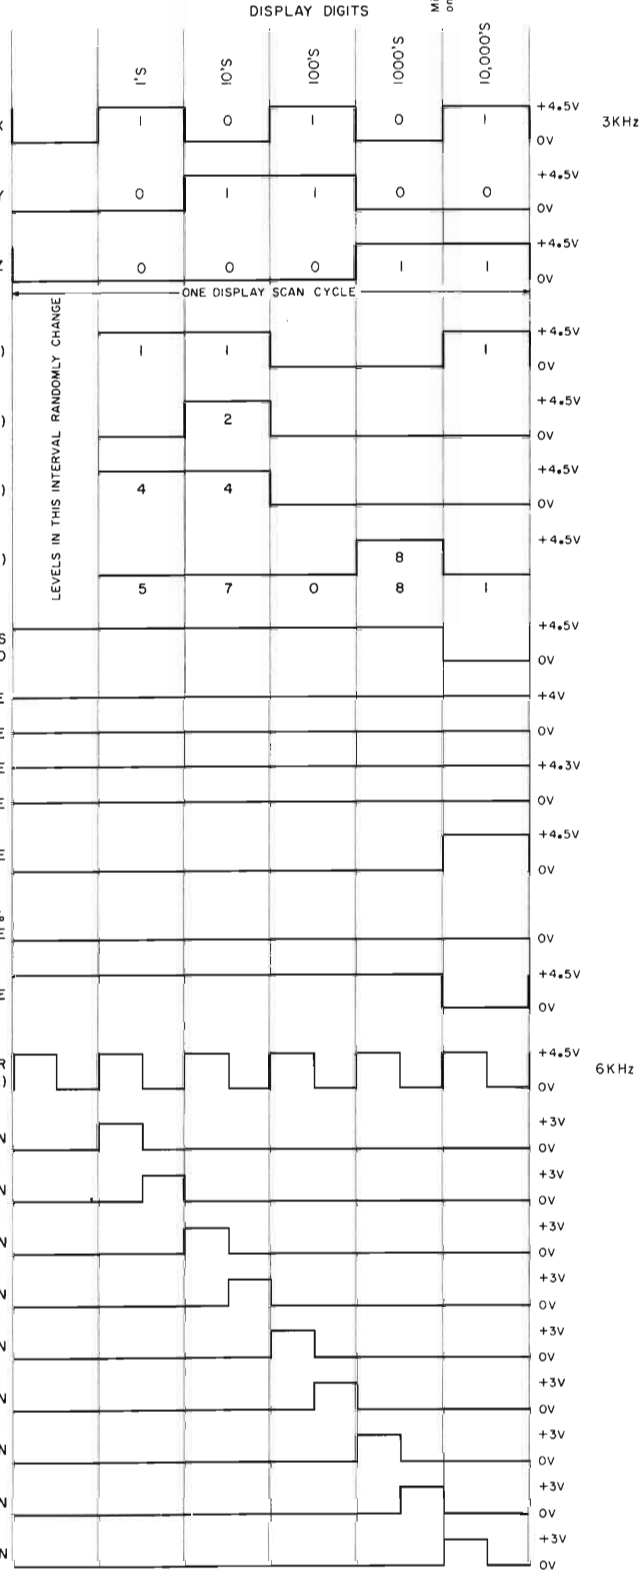 DISPLAY DIGITS
1'S 10'S 100'S 1000'S 10,000'S
+4.5V
X 1 0 1 0 1 3KHz
0V
+4.5V
Y 0 1 1 0 0
0V
+4.5V
Z 0 0 0 1 1
0V
ONE DISPLAY SCAN CYCLE
LEVELS IN THIS INTERVAL RANDOMLY CHANGE
+4.5V
) 1 1 1
0V
+4.5V
) 2
0V
+4.5V
) 4 4
0V
+4.5V
) 8
5 7 0 8 1
+4.5V
S
0V
E +4V
0V
E
E +4.3V
E 0V
+4.5V
E
0V
E 0V
+4.5V
E
0V
+4.5V
R 6KHz
) 0V
+3V
N 0V
+3V
N 0V
+3V
N 0V
+3V
N 0V
+3V
N 0V
+3V
N 0V
+3V
N 0V
+3V
N 0V
+3V
N 0V